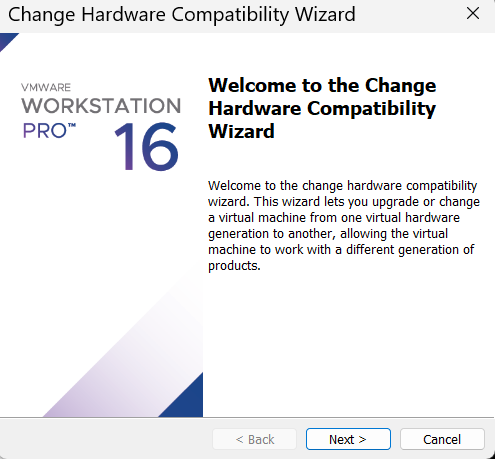 Change Hardware Compatibility Wizard
VMWARE
WORKSTATION
PRO™ 16
Welcome to the Change
Hardware Compatibility
Wizard
Welcome to the change hardware compatibility
wizard. This wizard lets you upgrade or change
a virtual machine from one virtual hardware
generation to another, allowing the virtual
machine to work with a different generation of
products.
< Back Next > Cancel